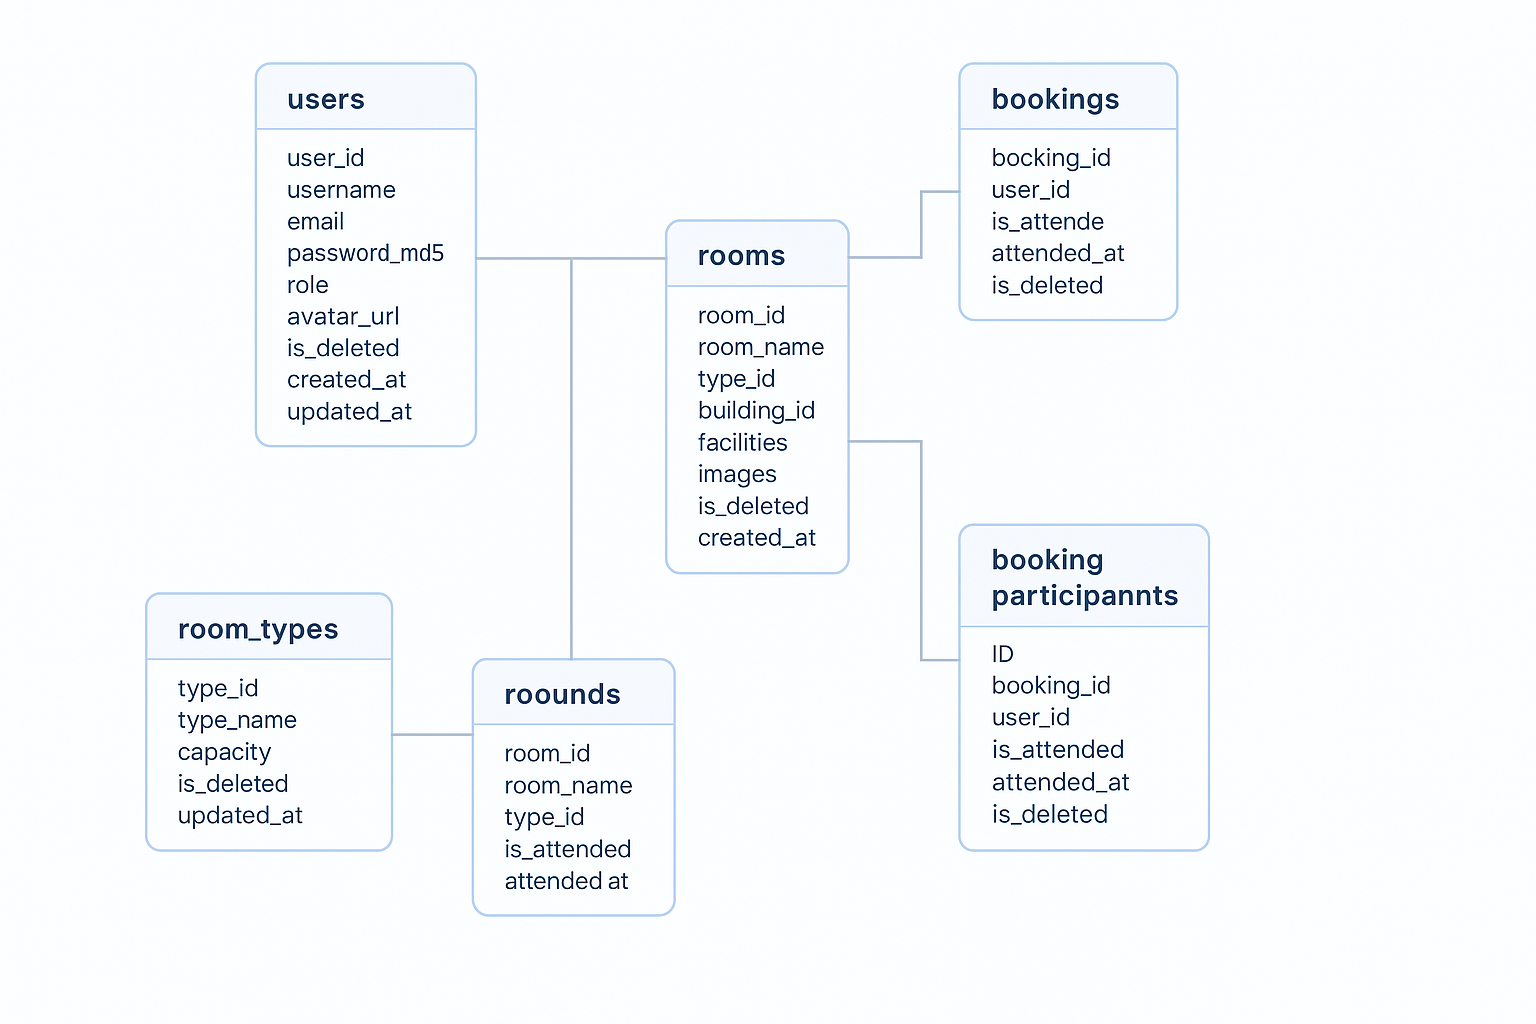 users
user_id
username
email
password_md5
role
avatar_url
is_deleted
created_at
updated_at
rooms
room_id
room_name
type_id
building_id
facilities
images
is_deleted
created_at
bookings
bocking_id
user_id
is_attende
attended_at
is_deleted
room_types
type_id
type_name
capacity
is_deleted
updated_at
roounds
room_id
room_name
type_id
is_attended
attended at
booking
participannts
ID
booking_id
user_id
is_attended
attended_at
is_deleted